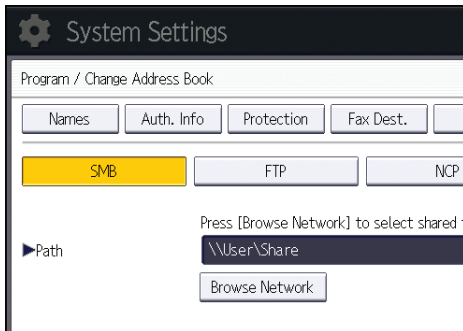 System Settings
Program / Change Address Book
Names Auth. Info Protection Fax Dest.
SMB FTP NCP
Press [Browse Network] to select shared
▶Path \\User\Share
Browse Network